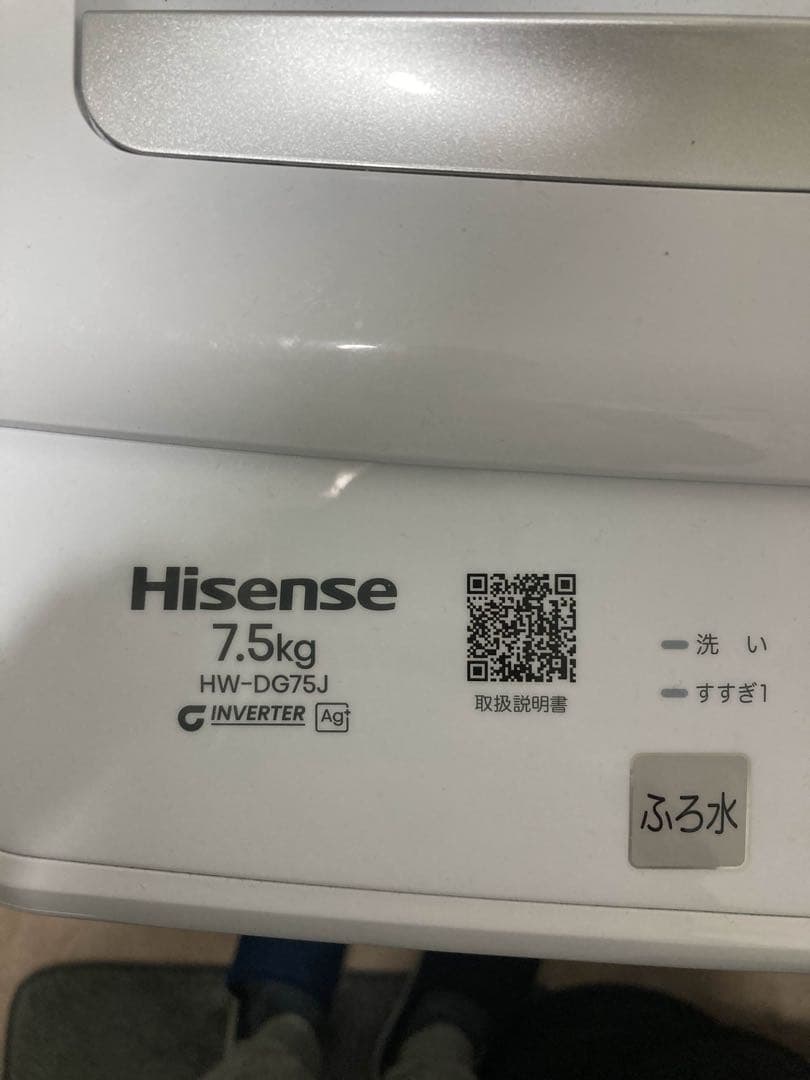 Hisense
7.5kg
HW-DG75J
INVERTER Ag+
取扱説明書
洗 い
すすぎ1
ふろ水